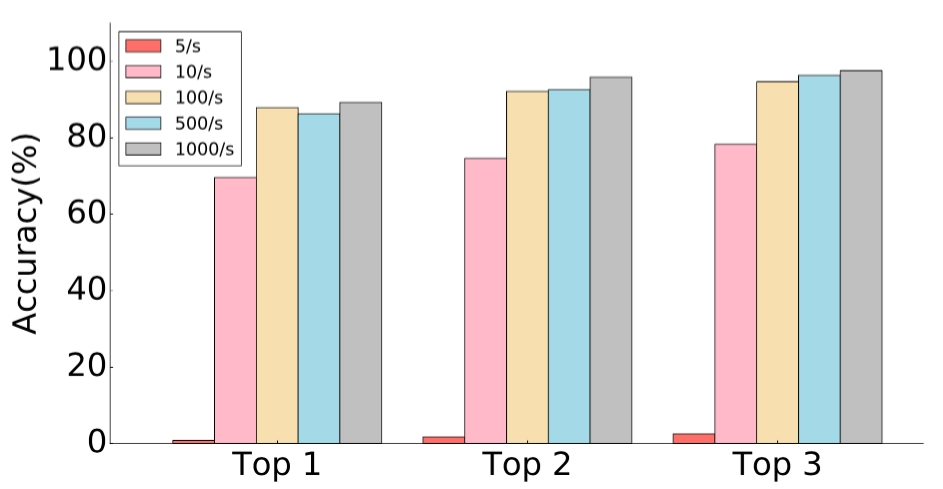 Accuracy(%)
100
80
60
40
20
0
5/s
10/s
100/s
500/s
1000/s
Top 1
Top 2
Top 3